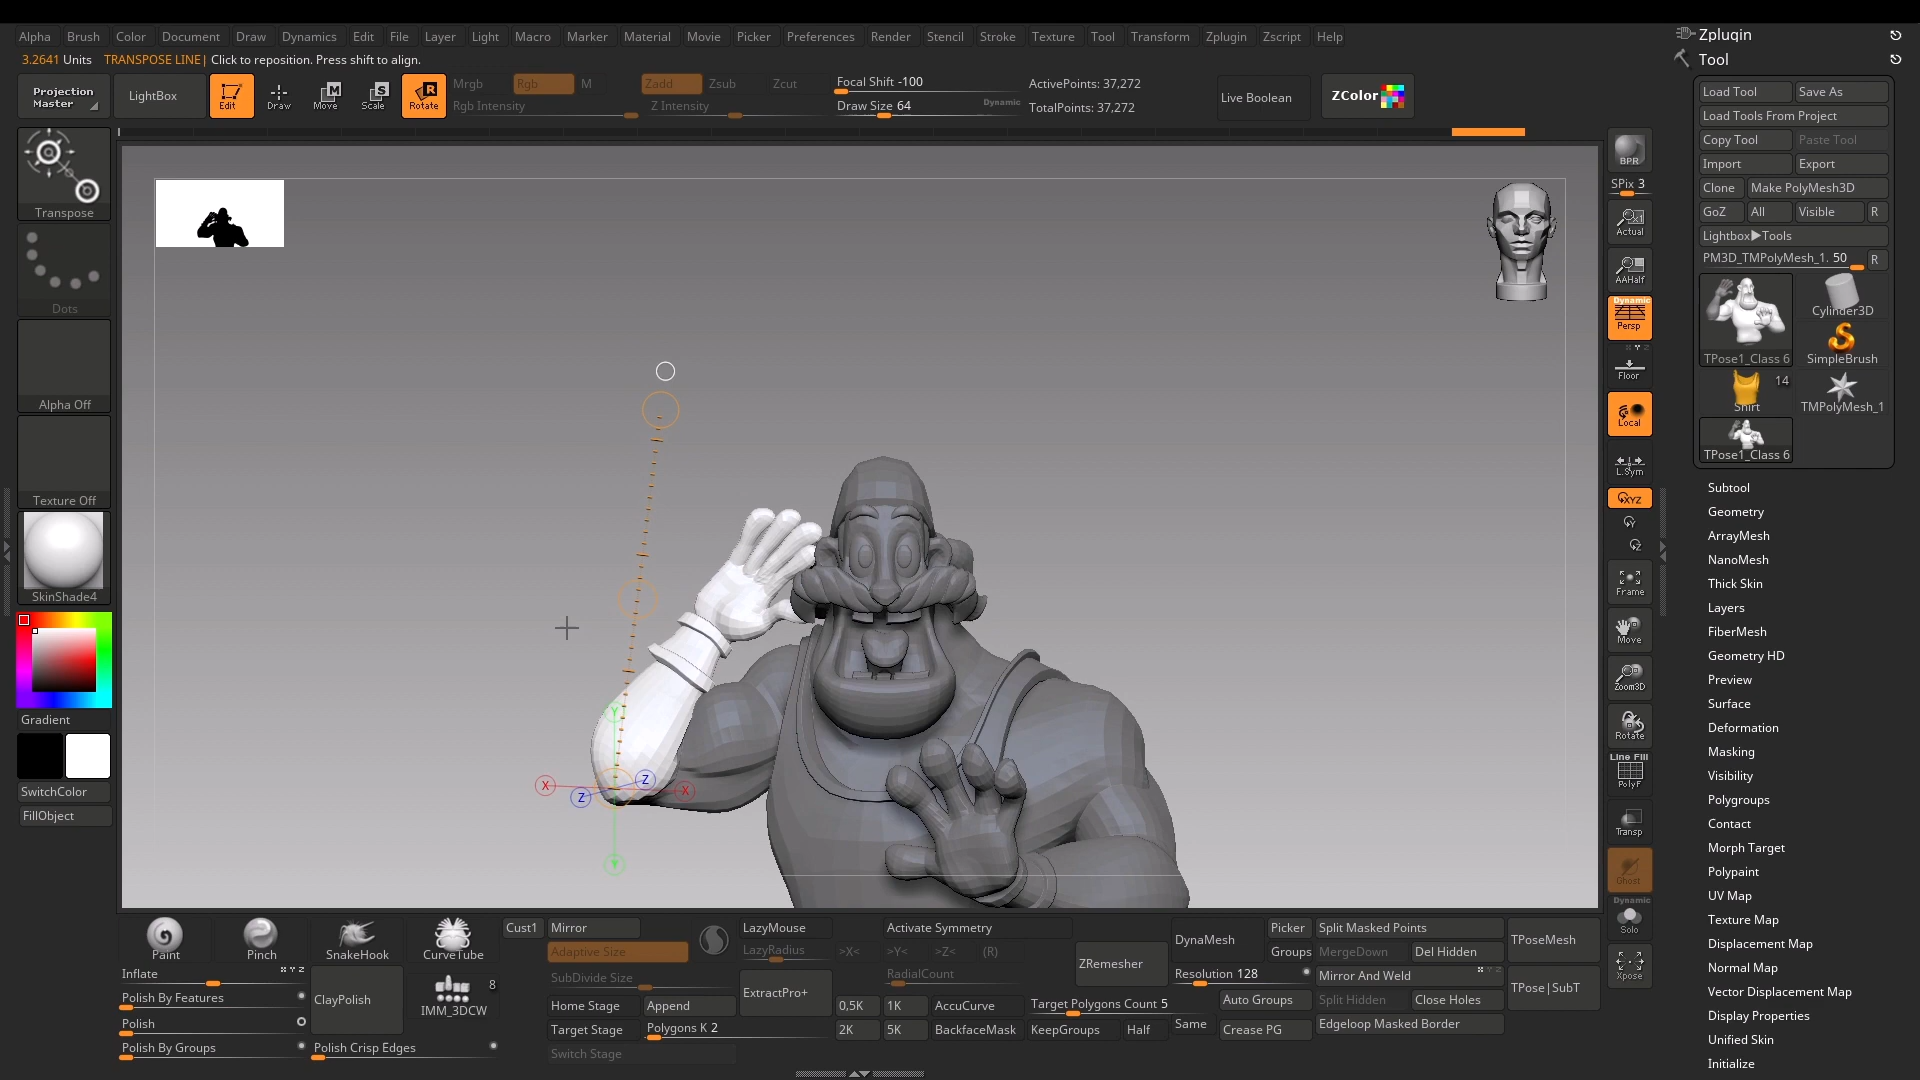 Alpha Brush Color Document Draw Dynamics Edit File Layer Light Macro Marker Material Movie Picker Preferences Render Stencil Stroke Texture Tool Transform Zplugin Zscript Help
3.2641 Units TRANSPOSE LINE| Click to reposition. Press shift to align.
Projection Master
LightBox
Edit
Draw
Move
Scale
Rotate
Mrgb Rgb M
Rgb Intensity
Zadd Zsub Zcut
Z Intensity
Focal Shift -100
Draw Size 64 Dynamic
ActivePoints: 37,272
TotalPoints: 37,272
Live Boolean
ZColor
Transpose
Dots
Alpha Off
Texture Off
SkinShade4
Gradient
SwitchColor
FillObject
Y
X
Z
Z
X
Y
BPR
SPix 3
Actual
AAHalf
Dynamic
Persp
Floor
Local
L.Sym
XYZ
Y
Z
Frame
Move
Zoom3D
Rotate
Line Fill
PolyF
Transp
Ghost
Dynamic
Solo
Xpose
Zplugin
Tool
Load Tool Save As
Load Tools From Project
Copy Tool Paste Tool
Import Export
Clone Make PolyMesh3D
GoZ All Visible R
Lightbox▶Tools
PM3D_TMPolyMesh_1. 50 R
TPose1_Class 6
Cylinder3D
SimpleBrush
14
Shirt
TMPolyMesh_1
TPose1_Class 6
Subtool
Geometry
ArrayMesh
NanoMesh
Thick Skin
Layers
FiberMesh
Geometry HD
Preview
Surface
Deformation
Masking
Visibility
Polygroups
Contact
Morph Target
Polypaint
UV Map
Texture Map
Displacement Map
Normal Map
Vector Displacement Map
Display Properties
Unified Skin
Initialize
Paint Pinch SnakeHook CurveTube
Inflate
Polish By Features
Polish
Polish By Groups
ClayPolish
8
IMM_3DCW
Polish Crisp Edges
Cust1 Mirror
Adaptive Size
SubDivide Size
Home Stage Append
Target Stage Polygons K 2
Switch Stage
LazyMouse
LazyRadius
ExtractPro+
Activate Symmetry
>X< >Y< >Z< (R)
RadialCount
0,5K 1K AccuCurve
2K 5K BackfaceMask
ZRemesher
Target Polygons Count 5
KeepGroups Half Same
DynaMesh
Picker
Groups
Resolution 128
Auto Groups
Crease PG
Split Masked Points
MergeDown Del Hidden
Mirror And Weld
Split Hidden Close Holes
Edgeloop Masked Border
TPoseMesh
TPose|SubT